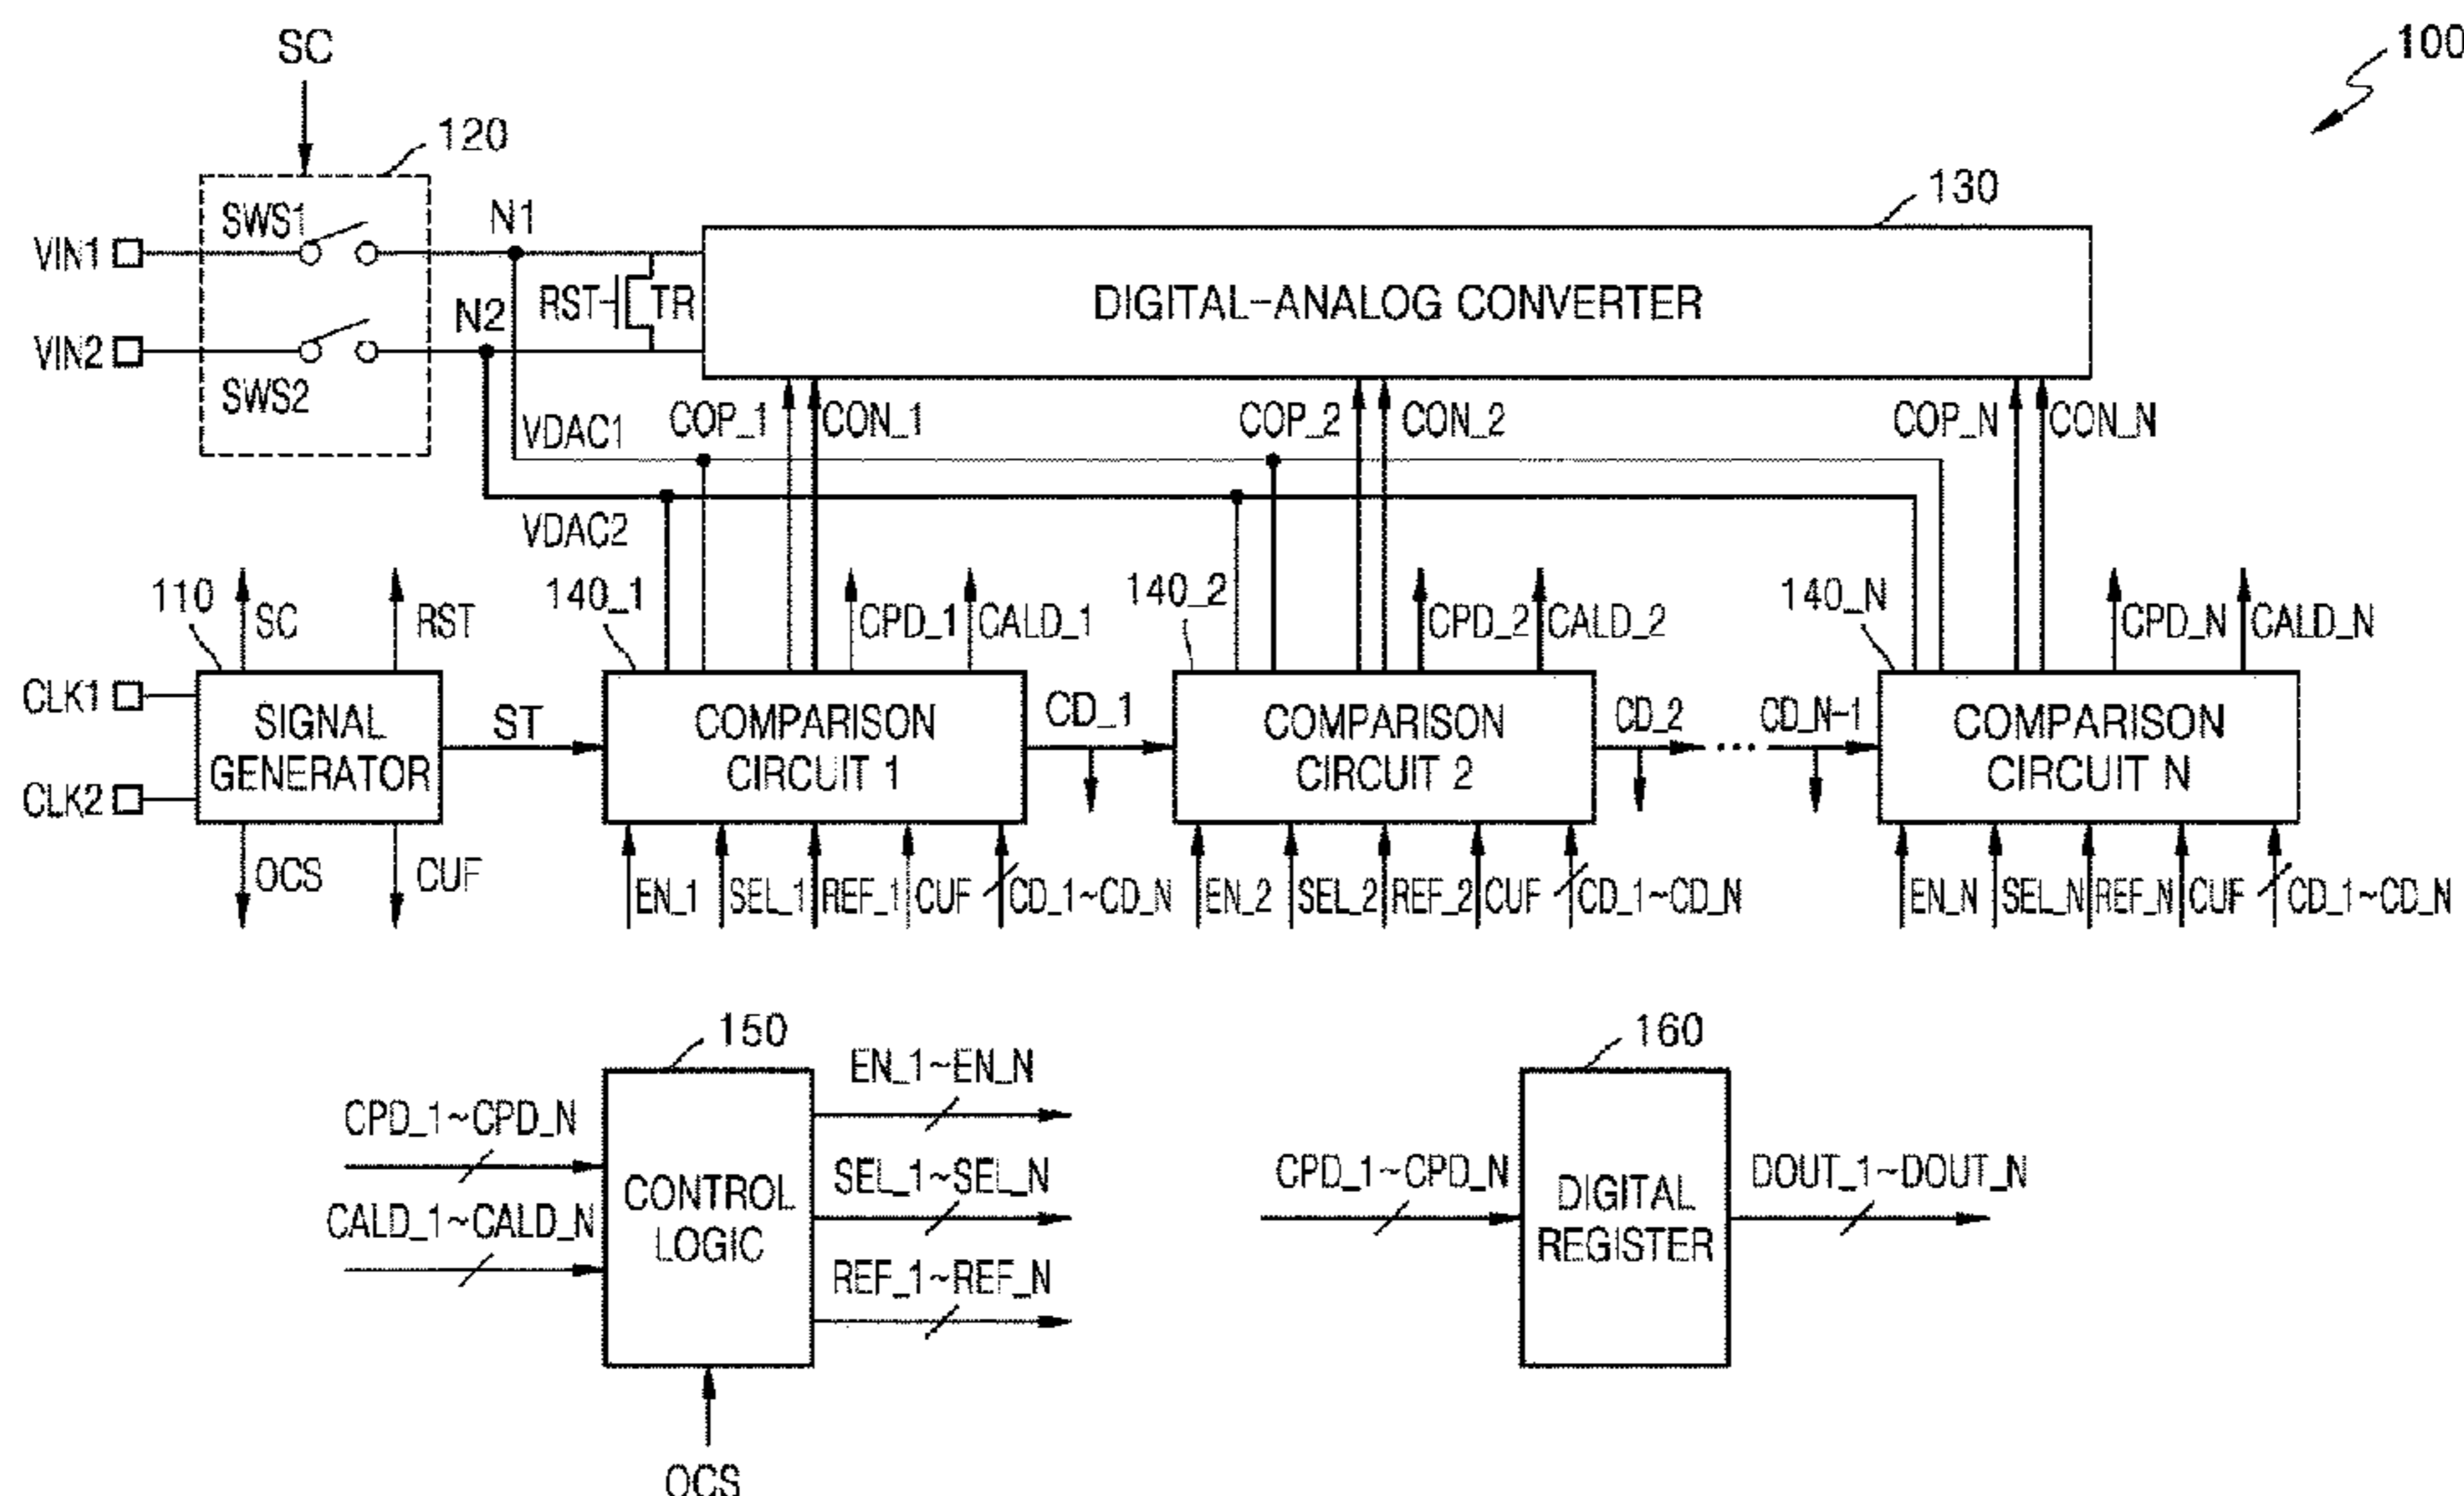 100
SC
120
130
SWS1
N1
VIN1
RST
TR
DIGITAL-ANALOG CONVERTER
N2
VIN2
SWS2
COP_1
CON_1
COP_2
CON_2
COP_N
CON_N
VDAC1
VDAC2
110
SC
RST
140_1
CPD_1
CALD_1
140_2
CPD_2
CALD_2
140_N
CPD_N
CALD_N
CLK1
CLK2
SIGNAL
GENERATOR
ST
COMPARISON
CIRCUIT 1
CD_1
COMPARISON
CIRCUIT 2
CD_2
...
CD_N-1
COMPARISON
CIRCUIT N
OCS
CUF
EN_1
SEL_1
REF_1
CUF
CD_1~CD_N
EN_2
SEL_2
REF_2
CUF
CD_1~CD_N
EN_N
SEL_N
REF_N
CUF
CD_1~CD_N
150
CPD_1~CPD_N
CALD_1~CALD_N
CONTROL
LOGIC
EN_1~EN_N
SEL_1~SEL_N
REF_1~REF_N
OCS
160
CPD_1~CPD_N
DIGITAL
REGISTER
DOUT_1~DOUT_N